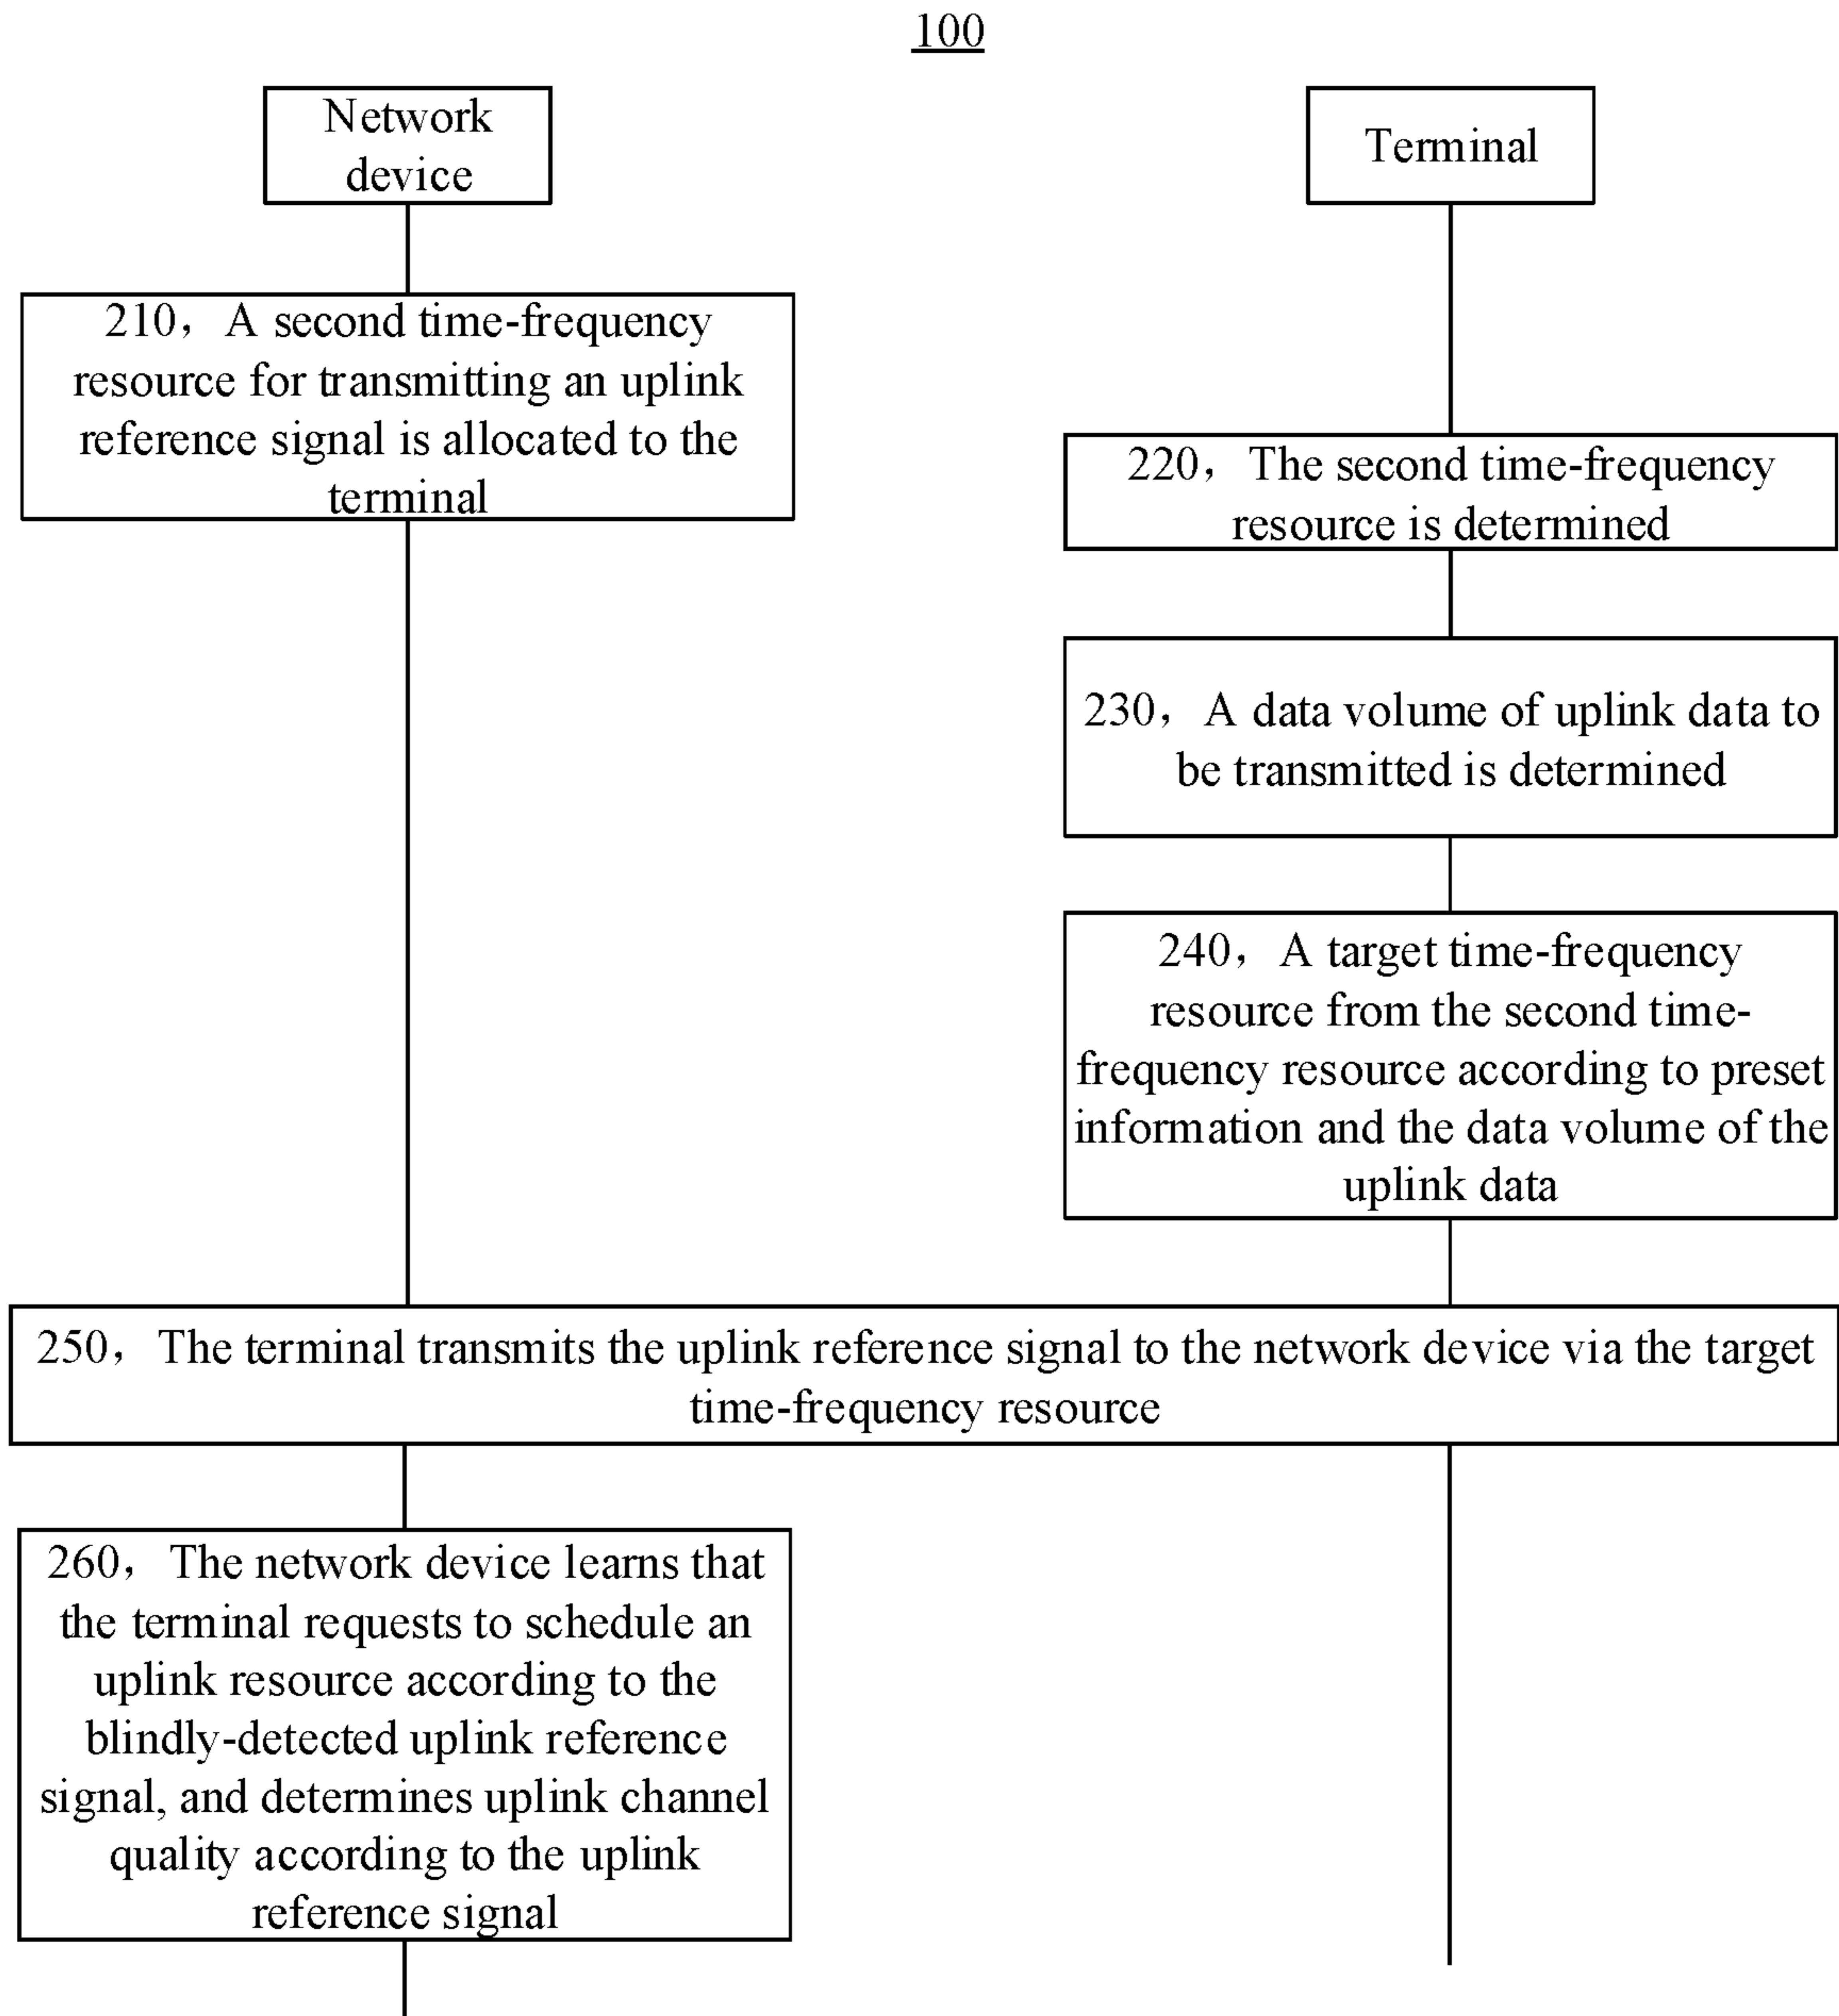 100
Network
device
Terminal
210，A second time-frequency
resource for transmitting an uplink
reference signal is allocated to the
terminal
220，The second time-frequency
resource is determined
230，A data volume of uplink data to
be transmitted is determined
240，A target time-frequency
resource from the second time-
frequency resource according to preset
information and the data volume of the
uplink data
250，The terminal transmits the uplink reference signal to the network device via the target
time-frequency resource
260，The network device learns that
the terminal requests to schedule an
uplink resource according to the
blindly-detected uplink reference
signal, and determines uplink channel
quality according to the uplink
reference signal